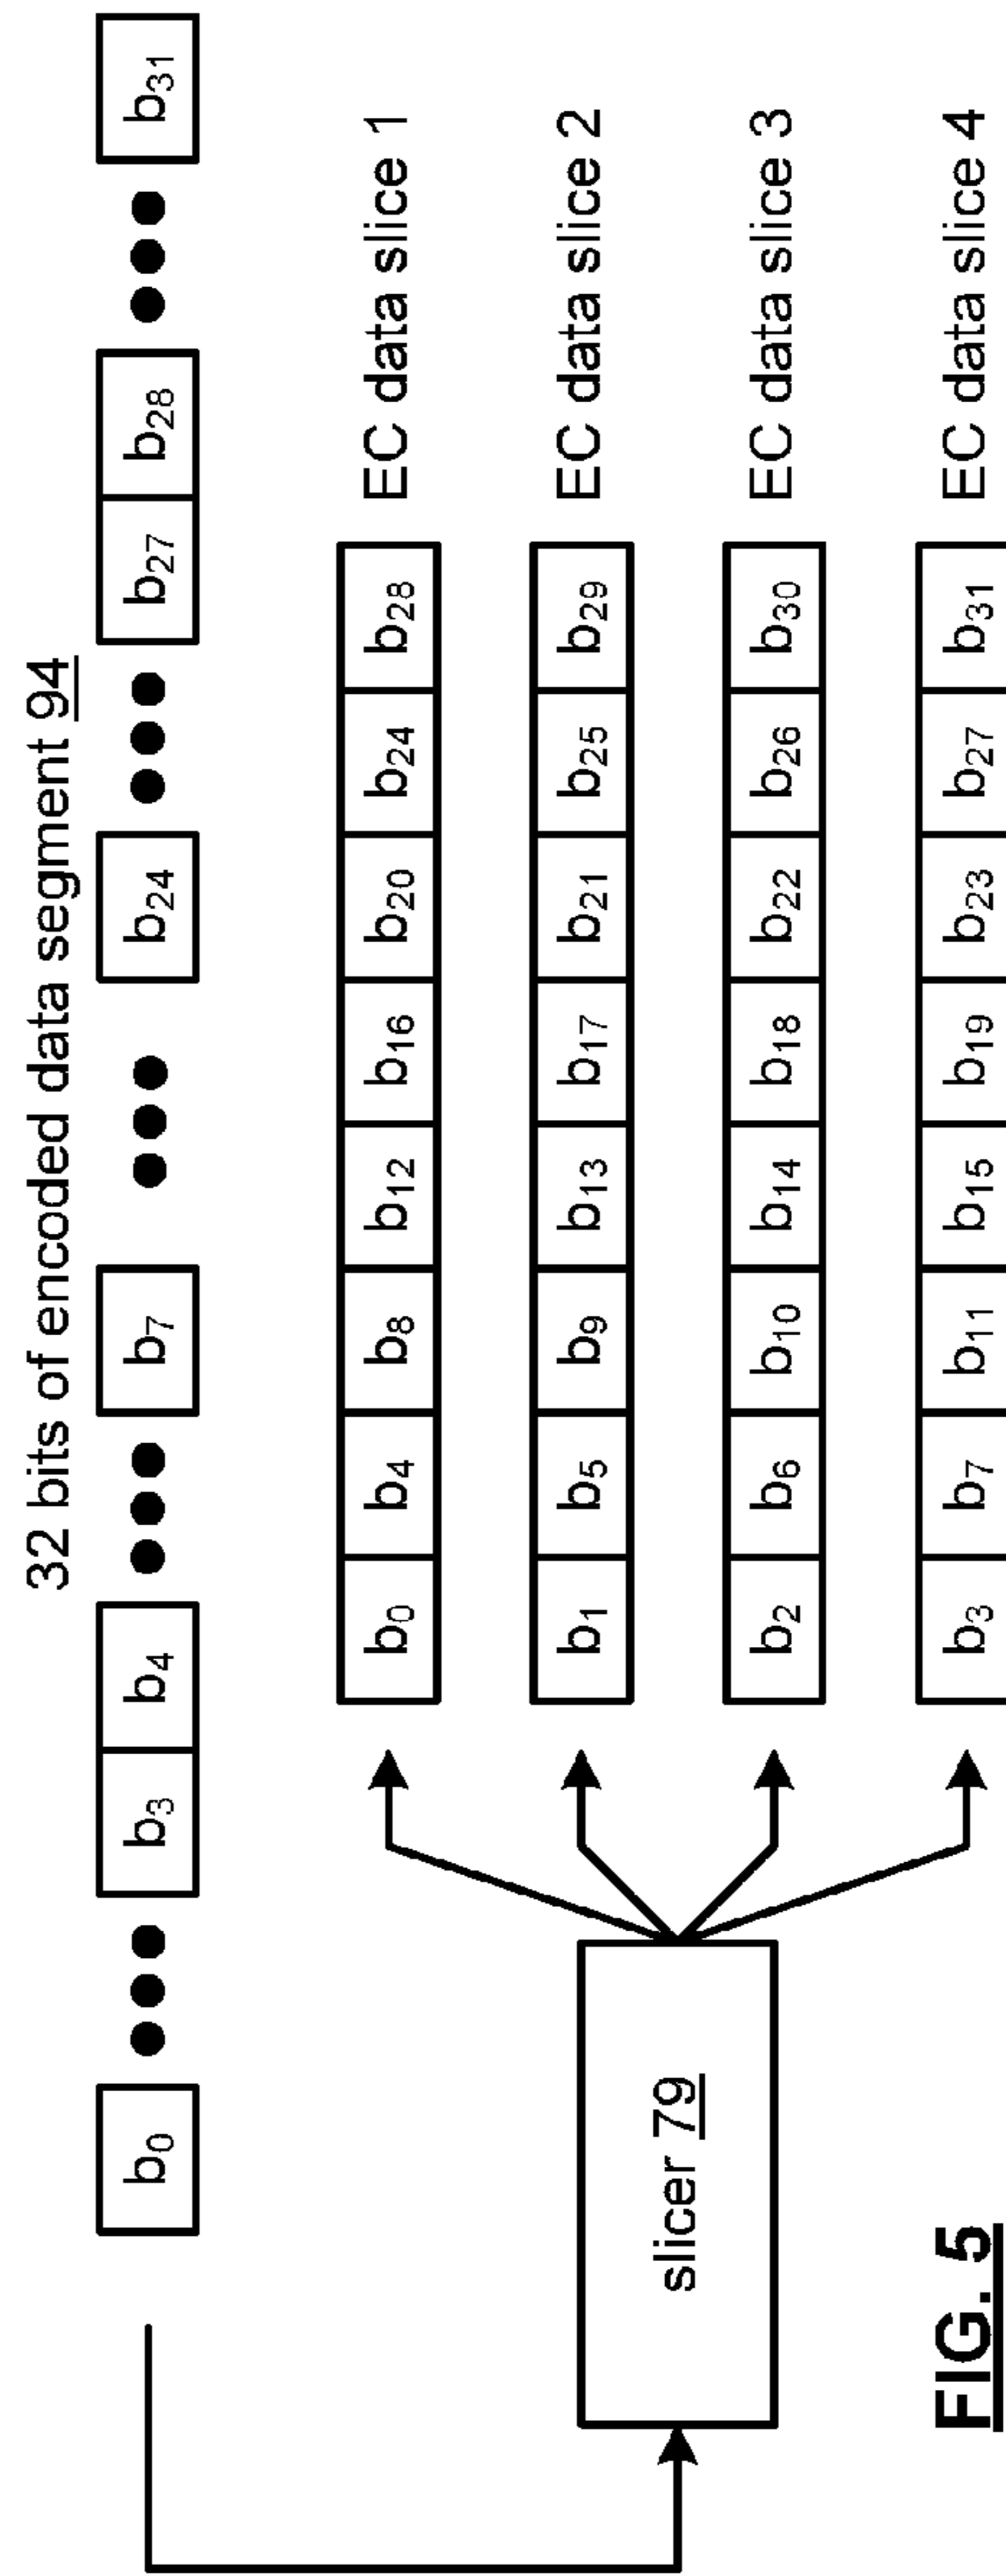 32 bits of encoded data segment 94
b0 ●●● b3 b4 ●●● b7 ●●● b24 ●●● b27 b28 ●●● b31
b0 b4 b8 b12 b16 b20 b24 b28 EC data slice 1
b1 b5 b9 b13 b17 b21 b25 b29 EC data slice 2
slicer 79
b2 b6 b10 b14 b18 b22 b26 b30 EC data slice 3
b3 b7 b11 b15 b19 b23 b27 b31 EC data slice 4
FIG. 5